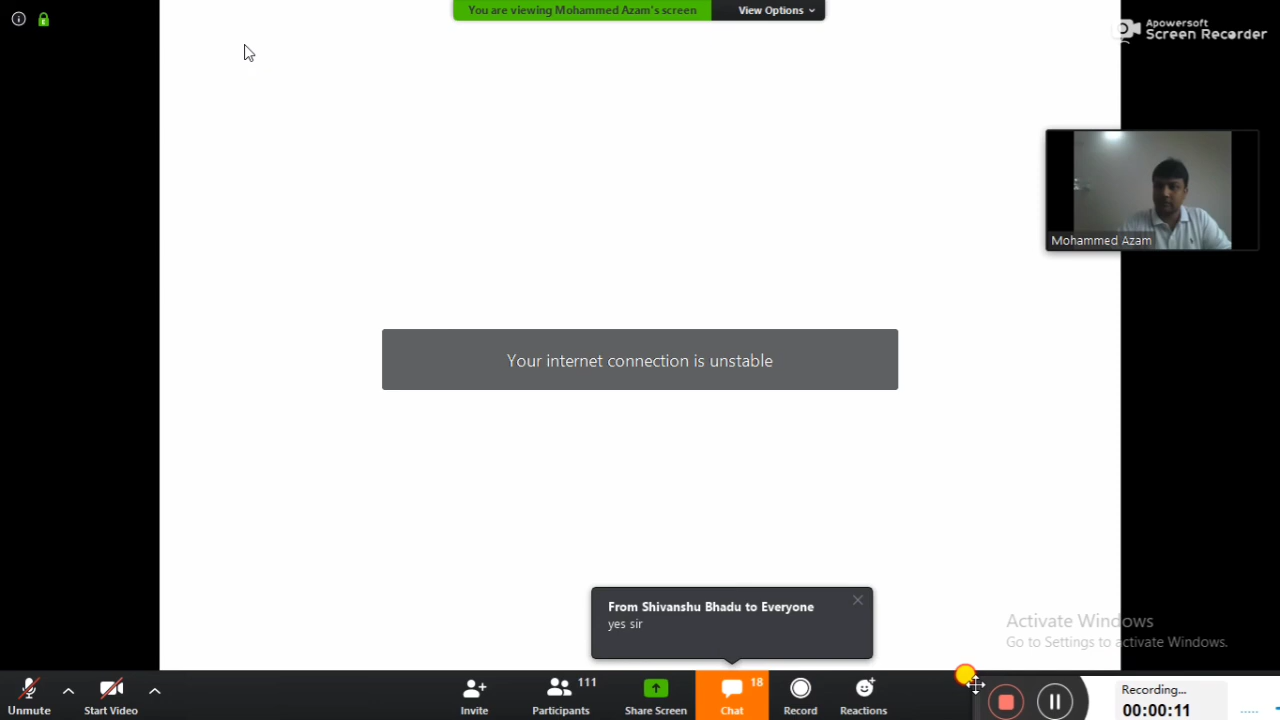 You are viewing Mohammed Azam's screen
View Options
Apowersoft
Screen Recorder
Mohammed Azam
Your internet connection is unstable
From Shivanshu Bhadu to Everyone
yes sir
Activate Windows
Go to Settings to activate Windows.
Unmute
Start Video
Invite
111
Participants
Share Screen
18
Chat
Record
Reactions
Recording...
00:00:11